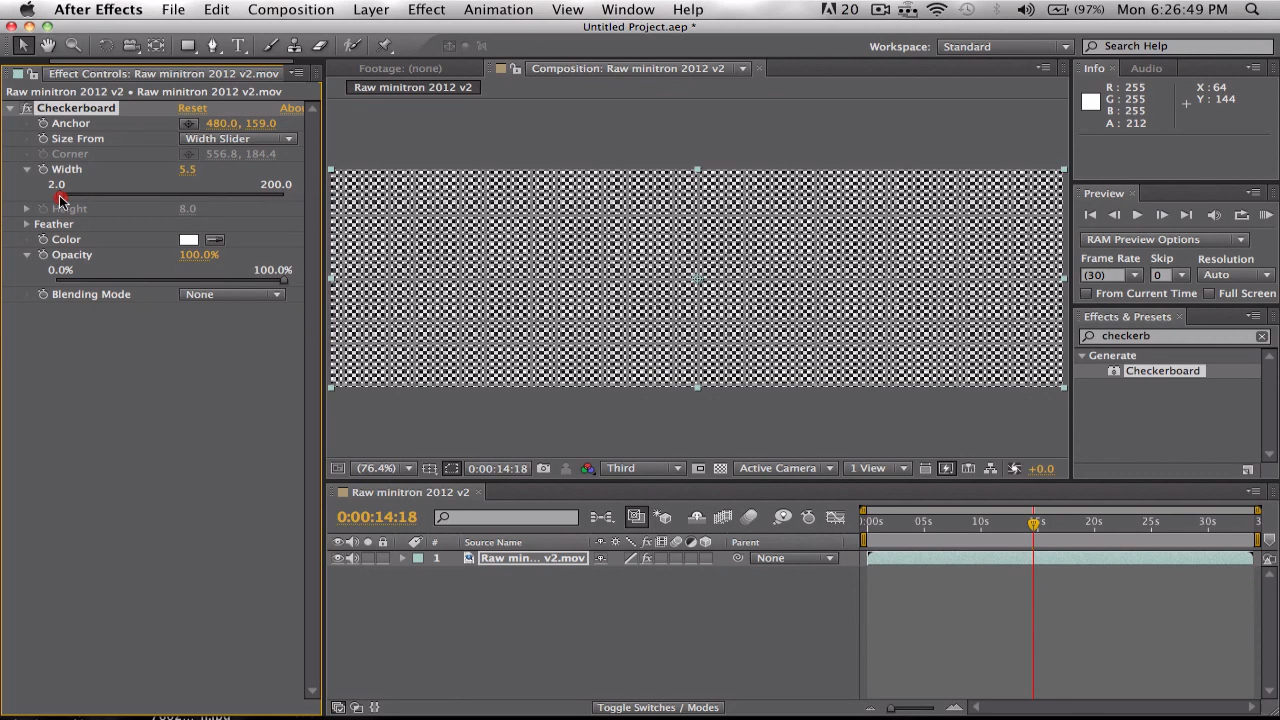 After Effects File Edit Composition Layer Effect Animation View Window Help 20 (97%) Mon 6:26:49 PM
Untitled Project.aep *
Workspace: Standard Search Help
Effect Controls: Raw minitron 2012 v2.mov
Raw minitron 2012 v2 • Raw minitron 2012 v2.mov
fx Checkerboard Reset Abou
Anchor 480.0, 159.0
Size From Width Slider
Corner 556.8, 184.4
Width 5.5
2.0 200.0
Height 8.0
Feather
Color
Opacity 100.0%
0.0% 100.0%
Blending Mode None
Footage: (none) Composition: Raw minitron 2012 v2
Raw minitron 2012 v2
(76.4%) 0:00:14:18 Third Active Camera 1 View +0.0
Info Audio
R: 255 X: 64
G: 255 Y: 144
B: 255
A: 212
Preview
RAM Preview Options
Frame Rate Skip Resolution
(30) 0 Auto
From Current Time Full Screen
Effects & Presets
checkerb
Generate
Checkerboard
Raw minitron 2012 v2
0:00:14:18
# Source Name fx Parent
1 Raw min... v2.mov fx None
:00s 05s 10s 20s 25s 30s 3
Toggle Switches / Modes